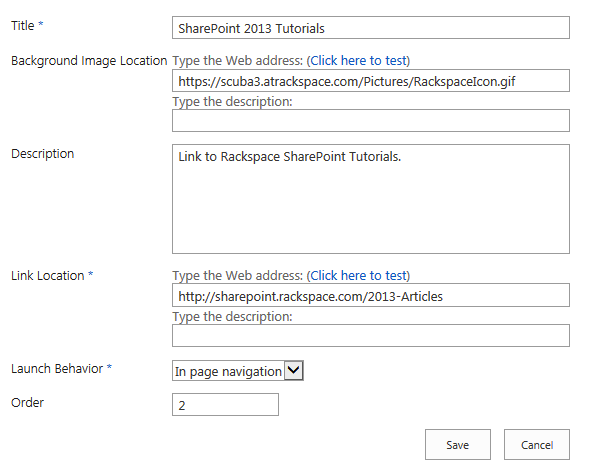 Title *
SharePoint 2013 Tutorials
Background Image Location
Type the Web address: (Click here to test)
https://scuba3.atrackspace.com/Pictures/RackspaceIcon.gif
Type the description:
Description
Link to Rackspace SharePoint Tutorials.
Link Location *
Type the Web address: (Click here to test)
http://sharepoint.rackspace.com/2013-Articles
Type the description:
Launch Behavior *
In page navigation
Order
2
Save
Cancel